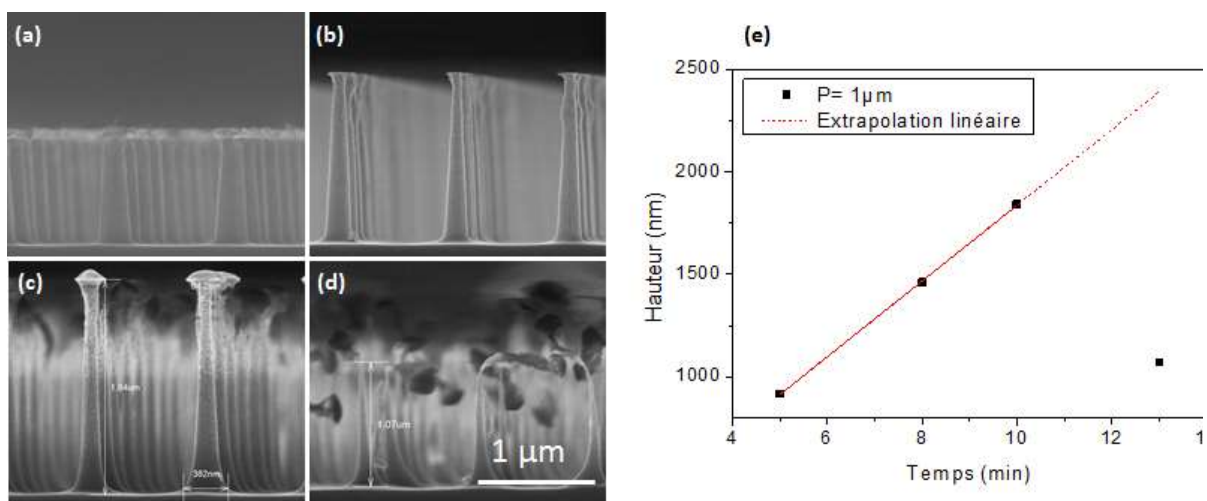 (a)
(b)
(c)
1.84um
382nm
(d)
1.07um
1 µm
(e)
P= 1µm
Extrapolation linéaire
Hauteur (nm)
2500
2000
1500
1000
4 6 8 10 12 1
Temps (min)